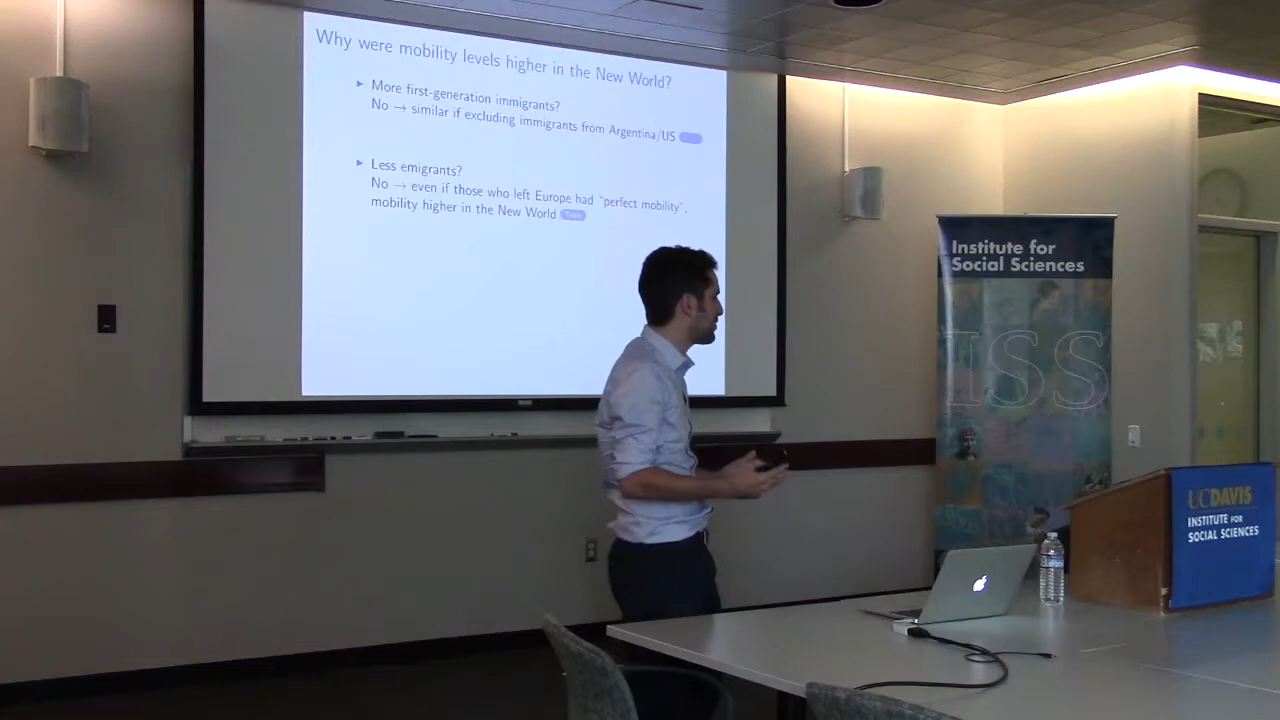 Why were mobility levels higher in the New World?
More first-generation immigrants?
No → similar if excluding immigrants from Argentina/US
Less emigrants?
No → even if those who left Europe had "perfect mobility",
mobility higher in the New World Table
Institute for
Social Sciences
ISS
UCDAVIS
INSTITUTE FOR
SOCIAL SCIENCES